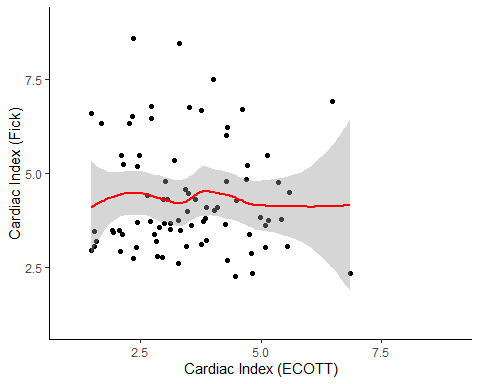 Cardiac Index (Fick)
7.5
5.0
2.5
2.5 5.0 7.5
Cardiac Index (ECOTT)